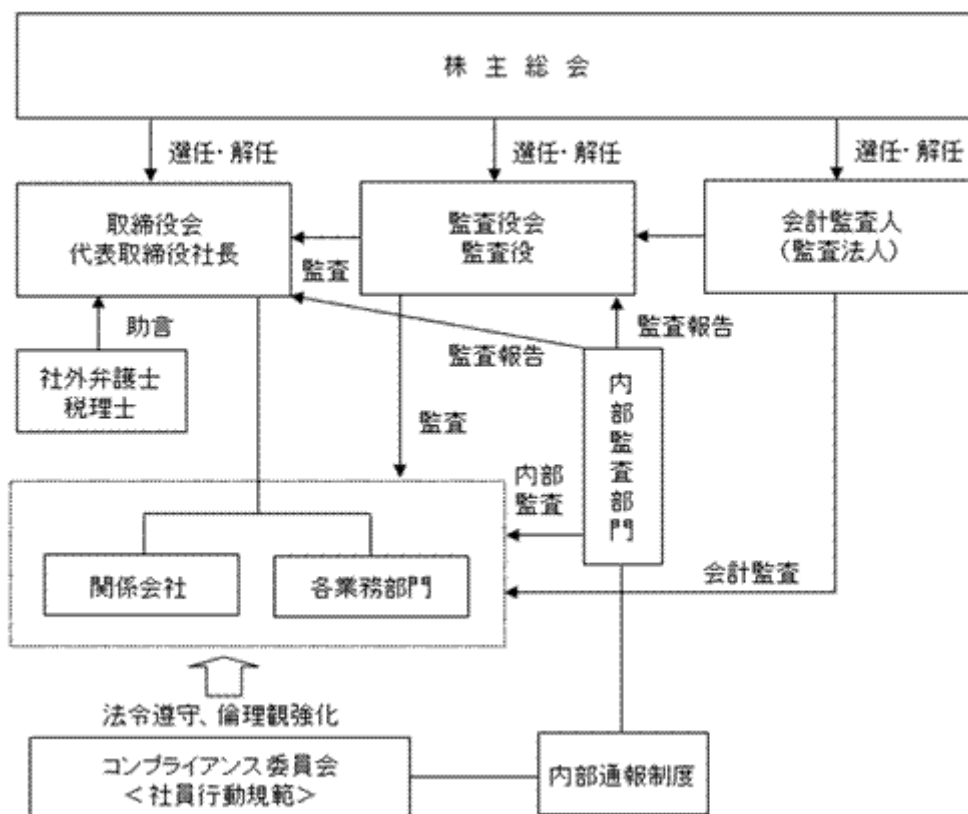 株主総会
選任・解任
選任・解任
選任・解任
取締役会
代表取締役社長
監査役会
監査役
会計監査人
(監査法人)
監査
助言
監査報告
監査報告
社外弁護士
税理士
監査
内部
監査
内部監査部門
関係会社
各業務部門
会計監査
法令遵守、倫理観強化
コンプライアンス委員会
<社員行動規範>
内部通報制度